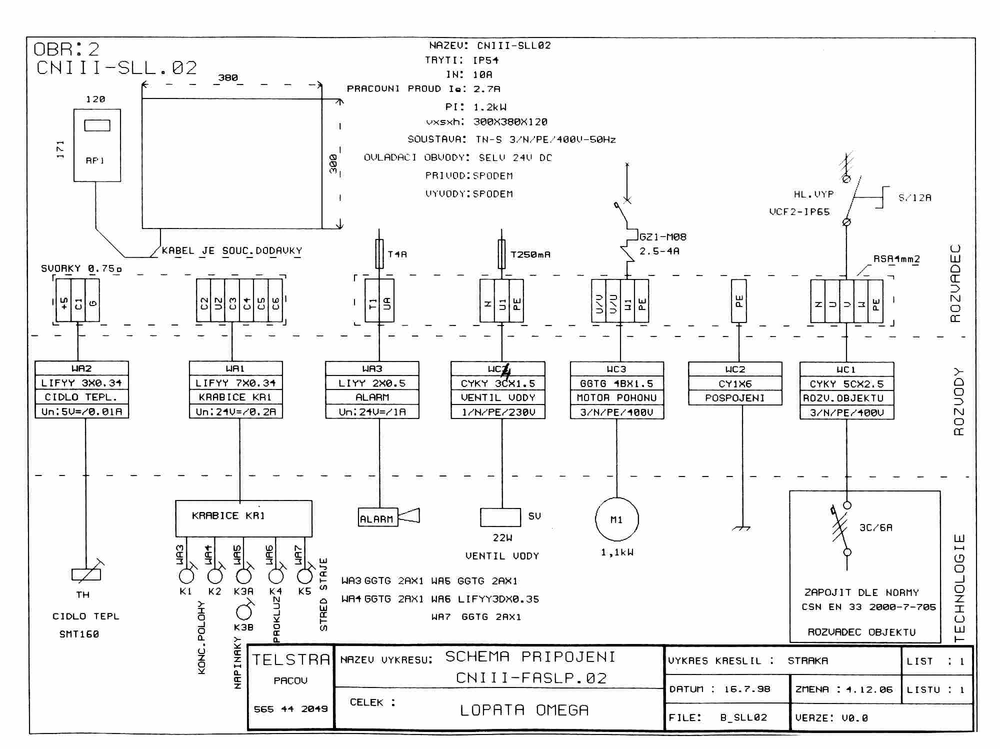 OBR:2
CNIII-SLL.02
NAZEV: CNIII-SLL02
TRYTI: IP54
IN: 10A
PRACOVNI PROUD Ie: 2.7A
PI: 1.2kW
vxsxh: 300X380X120
SOUSTAVA: TN-S 3/N/PE/400V-50Hz
OVLADACI OBVODY: SELV 24V DC
PRIVOD:SPODEM
VYVODY:SPODEM
380
120
171
RP1
300
KABEL JE SOUC.DODAVKY
HL.VYP
VCF2-IP65
S/12A
GZ1-M08
2.5-4A
T4A
T250mA
RSA4mm2
SVORKY 0.75
ROZVADEC
+5 C1 G
C2 VZ C3 C4 C5 C6
T1 UA
N U1 PE
U/V V/U W1 PE
PE
N U V W PE
WA2
LIFYY 3X0.34
CIDLO TEPL.
Un:5V=/0.01A
WA1
LIFYY 7X0.34
KRABICE KR1
Un:24V=/0.2A
WA3
LIYY 2X0.5
ALARM
Un:24V=/1A
WC4
CYKY 3CX1.5
VENTIL VODY
1/N/PE/230V
WC3
GGTG 4BX1.5
MOTOR POHONU
3/N/PE/400V
WC2
CY1X6
POSPOJENI
WC1
CYKY 5CX2.5
ROZV.OBJEKTU
3/N/PE/400V
ROZVODY
KRABICE KR1
ALARM
SV
22W
VENTIL VODY
M1
1,1kW
3C/6A
ZAPOJIT DLE NORMY
CSN EN 33 2000-7-705
ROZVADEC OBJEKTU
TECHNOLOGIE
TH
CIDLO TEPL
SMT160
WA3 WA4 WA5 WA6 WA7
K1 K2 K3A K4 K5
K3B
KONC.POLOHY
NAPINAKY
PROKLUZ
STRED STAJE
WA3 GGTG 2AX1 WA5 GGTG 2AX1
WA4 GGTG 2AX1 WA6 LIFYY3DX0.35
WA7 GGTG 2AX1
TELSTRA
PACOV
565 44 2049
NAZEV VYKRESU: SCHEMA PRIPOJENI
CNIII-FASLP.02
CELEK :
LOPATA OMEGA
VYKRES KRESLIL : STRAKA
LIST : 1
DATUM : 16.7.98
ZMENA : 4.12.06
LISTU : 1
FILE: B_SLL02
VERZE: V0.0